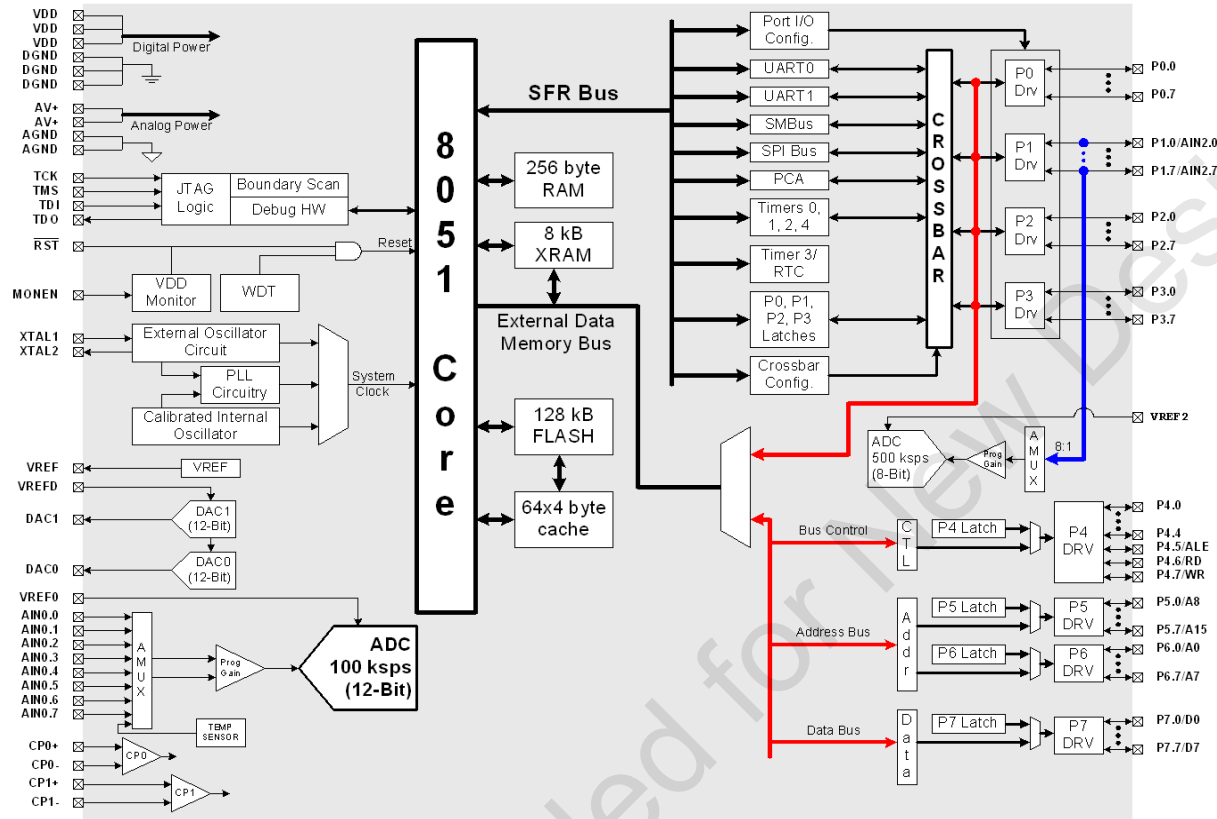 VDD
VDD
VDD
Digital Power
DGND
DGND
DGND
AV+
Analog Power
AV+
AGND
AGND
TCK
TMS
TDI
TDO
JTAG
Logic
Boundary Scan
Debug HW
RST
Reset
MONEN
VDD
Monitor
WDT
XTAL1
XTAL2
External Oscillator
Circuit
PLL
Circuitry
Calibrated Internal
Oscillator
System
Clock
VREF
VREF
VREFD
DAC1
DAC1
(12-Bit)
DAC0
DAC0
(12-Bit)
VREF0
AIN0.0
AIN0.1
AIN0.2
AIN0.3
AIN0.4
AIN0.5
AIN0.6
AIN0.7
AMUX
Prog
Gain
ADC
100 ksps
(12-Bit)
TEMP
SENSOR
CP0+
CP0-
CP0
CP1+
CP1-
CP1
8051 Core
SFR Bus
256 byte
RAM
8 kB
XRAM
External Data
Memory Bus
128 kB
FLASH
64x4 byte
cache
Port I/O
Config.
UART0
UART1
SMBus
SPI Bus
PCA
Timers 0,
1, 2, 4
Timer 3/
RTC
P0, P1,
P2, P3
Latches
Crossbar
Config.
CROSSBAR
P0
Drv
P1
Drv
P2
Drv
P3
Drv
P0.0
P0.7
P1.0/AIN2.0
P1.7/AIN2.7
P2.0
P2.7
P3.0
P3.7
VREF2
ADC
500 ksps
(8-Bit)
Prog
Gain
AMUX
8:1
Bus Control
CTL
P4 Latch
P4
DRV
P4.0
P4.4
P4.5/ALE
P4.6/RD
P4.7/WR
Address Bus
Addr
P5 Latch
P5
DRV
P5.0/A8
P5.7/A15
P6 Latch
P6
DRV
P6.0/A0
P6.7/A7
Data Bus
Data
P7 Latch
P7
DRV
P7.0/D0
P7.7/D7
for New Des